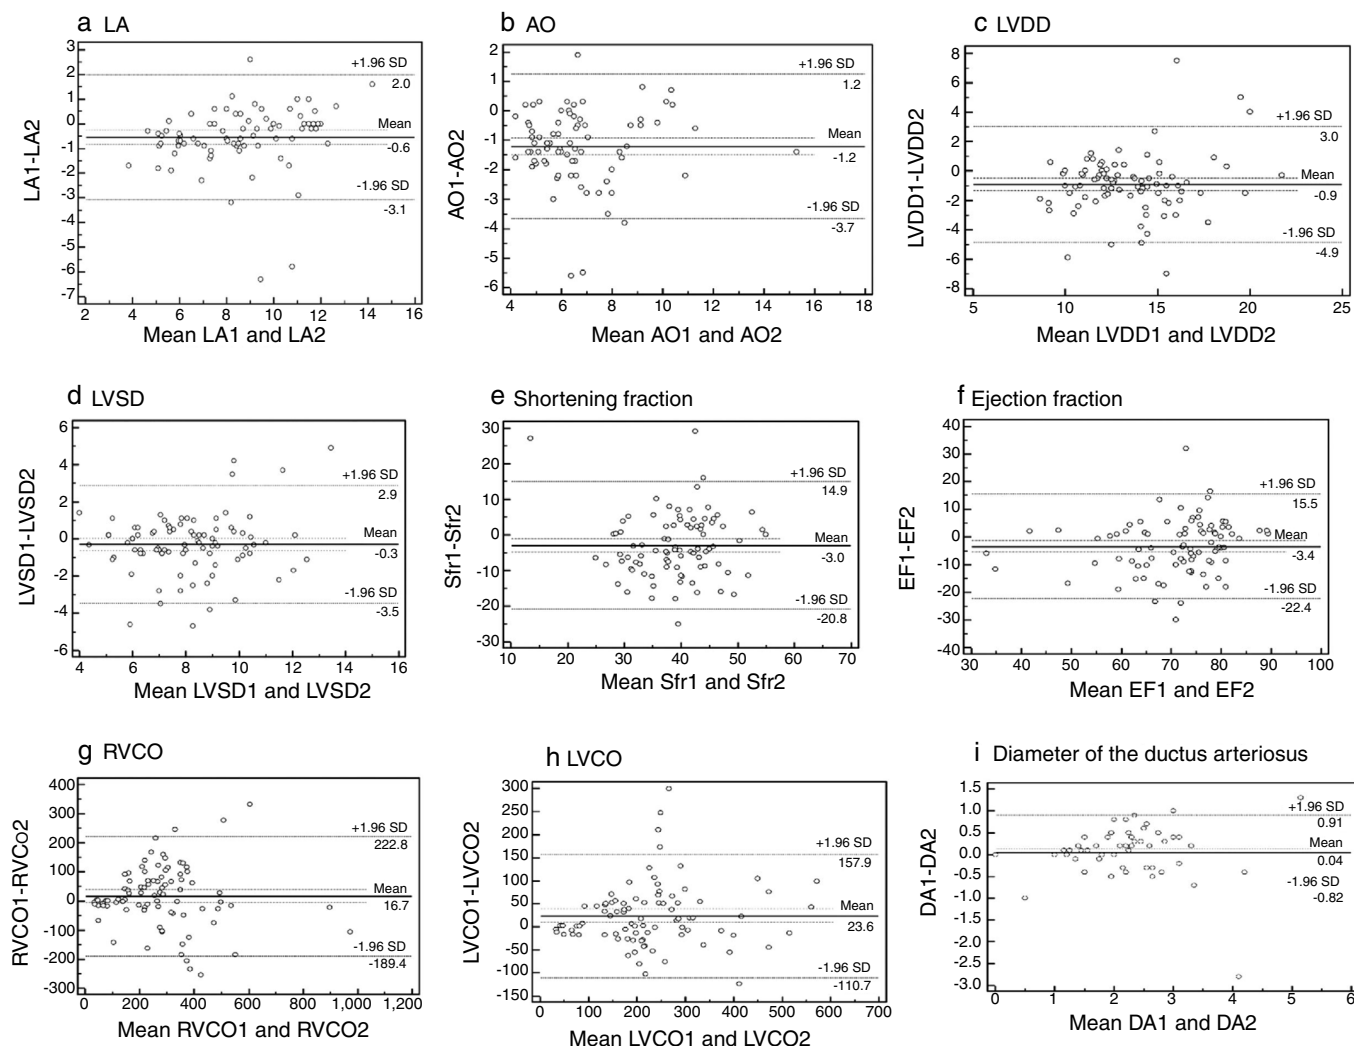 a LA
3
2
1
0
-1
-2
-3
-4
-5
-6
-7
LA1-LA2
+1.96 SD
2.0
Mean
-0.6
-1.96 SD
-3.1
2 4 6 8 10 12 14 16
Mean LA1 and LA2
b AO
2
1
0
-1
-2
-3
-4
-5
-6
AO1-AO2
+1.96 SD
1.2
Mean
-1.2
-1.96 SD
-3.7
4 6 8 10 12 14 16 18
Mean AO1 and AO2
c LVDD
8
6
4
2
0
-2
-4
-6
-8
LVDD1-LVDD2
+1.96 SD
3.0
Mean
-0.9
-1.96 SD
-4.9
5 10 15 20 25
Mean LVDD1 and LVDD2
d LVSD
6
4
2
0
-2
-4
-6
LVSD1-LVSD2
+1.96 SD
2.9
Mean
-0.3
-1.96 SD
-3.5
4 6 8 10 12 14 16
Mean LVSD1 and LVSD2
e Shortening fraction
30
20
10
0
-10
-20
-30
Sfr1-Sfr2
+1.96 SD
14.9
Mean
-3.0
-1.96 SD
-20.8
10 20 30 40 50 60 70
Mean Sfr1 and Sfr2
f Ejection fraction
40
30
20
10
0
-10
-20
-30
-40
EF1-EF2
+1.96 SD
15.5
Mean
-3.4
-1.96 SD
-22.4
30 40 50 60 70 80 90 100
Mean EF1 and EF2
g RVCO
400
300
200
100
0
-100
-200
-300
RVCO1-RVCO2
+1.96 SD
222.8
Mean
16.7
-1.96 SD
-189.4
0 200 400 600 800 1,000 1,200
Mean RVCO1 and RVCO2
h LVCO
300
250
200
150
100
50
0
-50
-100
-150
LVCO1-LVCO2
+1.96 SD
157.9
Mean
23.6
-1.96 SD
-110.7
0 100 200 300 400 500 600 700
Mean LVCO1 and LVCO2
i Diameter of the ductus arteriosus
1.5
1.0
0.5
0.0
-0.5
-1.0
-1.5
-2.0
-2.5
-3.0
DA1-DA2
+1.96 SD
0.91
Mean
0.04
-1.96 SD
-0.82
0 1 2 3 4 5 6
Mean DA1 and DA2